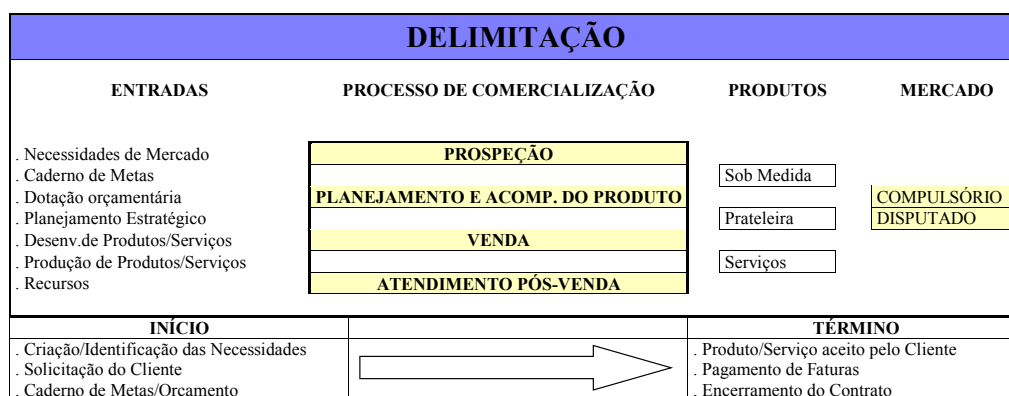 DELIMITAÇÃO
ENTRADAS PROCESSO DE COMERCIALIZAÇÃO PRODUTOS MERCADO
. Necessidades de Mercado PROSPEÇÃO
. Caderno de Metas Sob Medida
. Dotação orçamentária PLANEJAMENTO E ACOMP. DO PRODUTO COMPULSÓRIO
. Planejamento Estratégico Prateleira DISPUTADO
. Desenv.de Produtos/Serviços VENDA
. Produção de Produtos/Serviços Serviços
. Recursos ATENDIMENTO PÓS-VENDA
INÍCIO TÉRMINO
. Criação/Identificação das Necessidades . Produto/Serviço aceito pelo Cliente
. Solicitação do Cliente . Pagamento de Faturas
. Caderno de Metas/Orçamento . Encerramento do Contrato